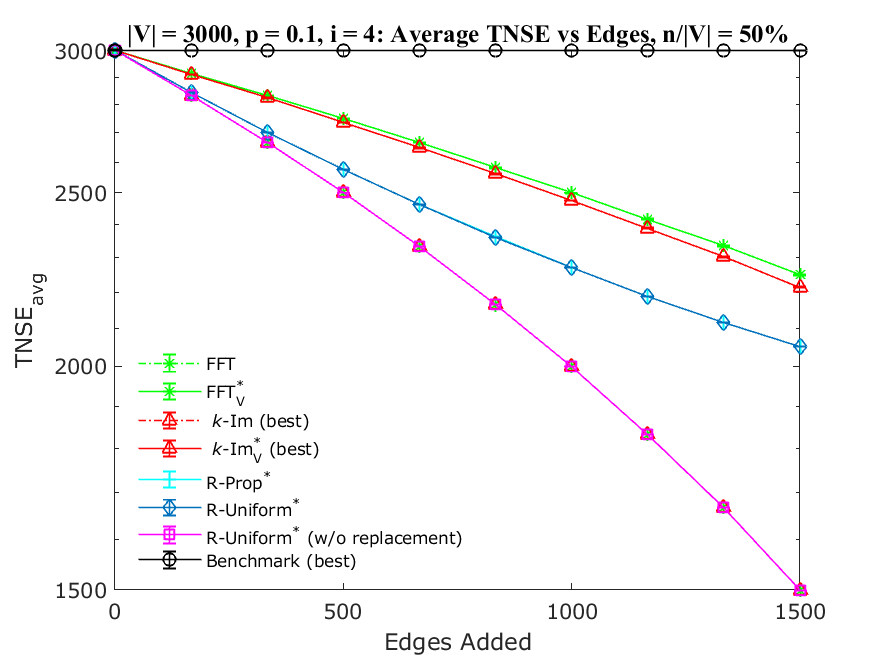 |V| = 3000, p = 0.1, i = 4: Average TNSE vs Edges, n/|V| = 50%
3000
2500
2000
1500
TNSE_avg
FFT
FFT*_V
k-Im (best)
k-Im*_V (best)
R-Prop*
R-Uniform*
R-Uniform* (w/o replacement)
Benchmark (best)
0 500 1000 1500
Edges Added